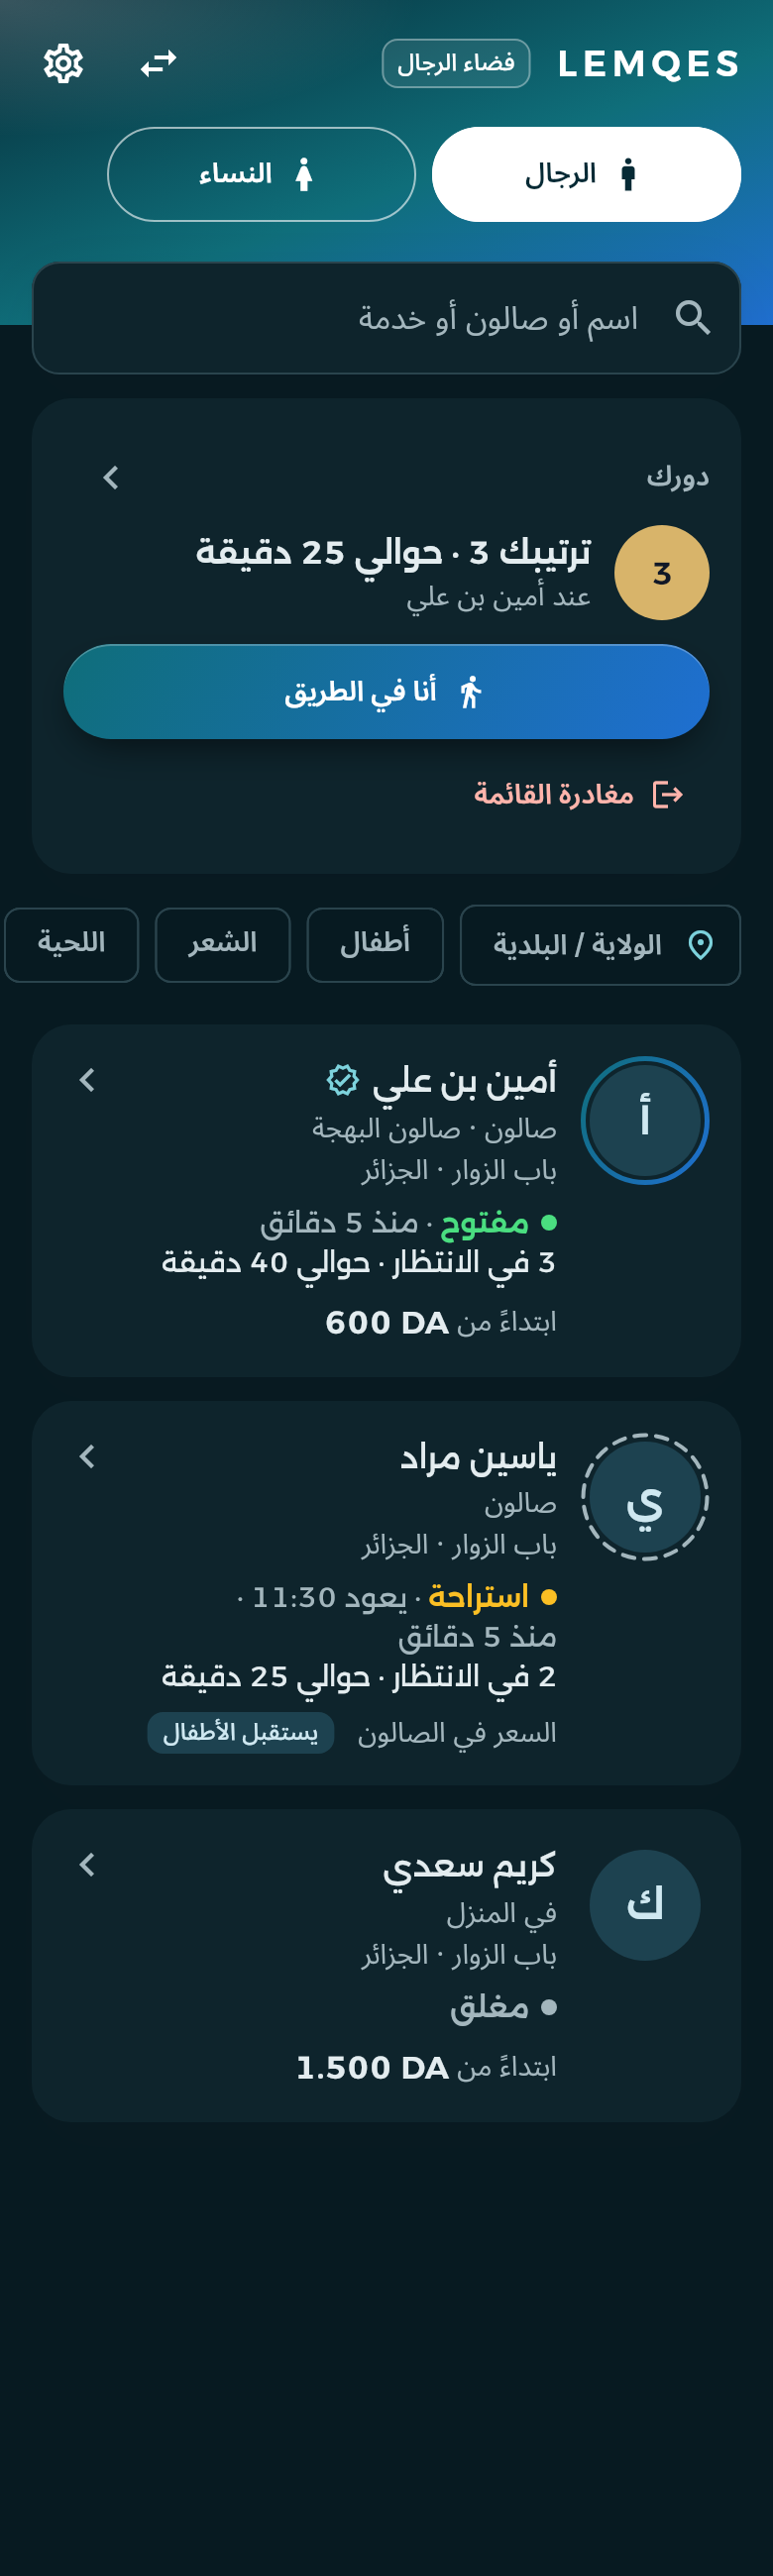 LEMQES فضاء الرجال
الرجال
النساء
اسم أو صالون أو خدمة
دورك
3
ترتيبك 3 · حوالي 25 دقيقة
عند أمين بن علي
أنا في الطريق
مغادرة القائمة
الولاية / البلدية
أطفال
الشعر
اللحية
أ
أمين بن علي
صالون · صالون البهجة
باب الزوار · الجزائر
مفتوح · منذ 5 دقائق
3 في الانتظار · حوالي 40 دقيقة
ابتداءً من 600 DA
ي
ياسين مراد
صالون
باب الزوار · الجزائر
استراحة · يعود 11:30 ·
منذ 5 دقائق
2 في الانتظار · حوالي 25 دقيقة
السعر في الصالون يستقبل الأطفال
ك
كريم سعدي
في المنزل
باب الزوار · الجزائر
مغلق
ابتداءً من 1.500 DA